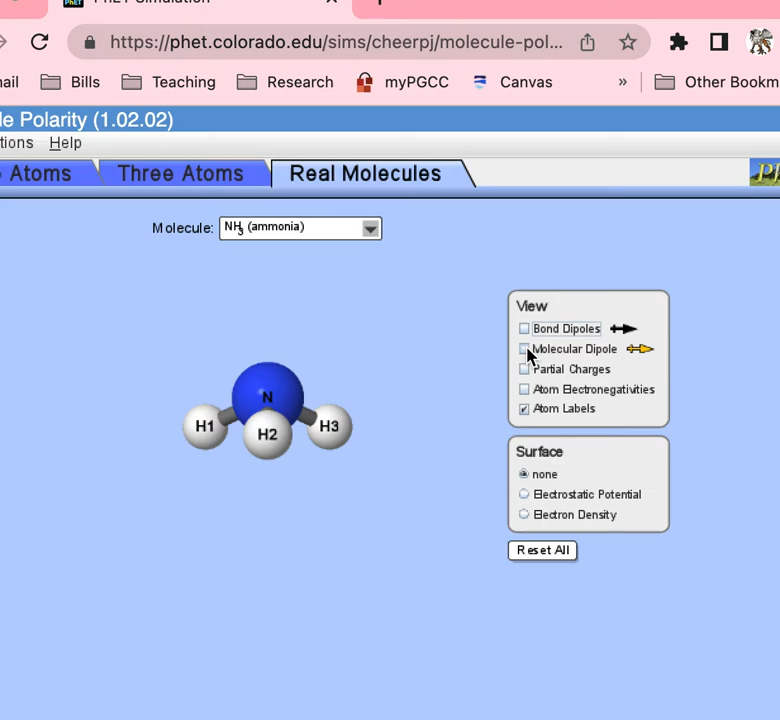 PhET Simulation
https://phet.colorado.edu/sims/cheerpj/molecule-pol...
ail Bills Teaching Research myPGCC Canvas » Other Bookm
le Polarity (1.02.02)
tions Help
Atoms Three Atoms Real Molecules
Molecule: NH3 (ammonia)
View
Bond Dipoles
Molecular Dipole
Partial Charges
Atom Electronegativities
Atom Labels
N
H1 H2 H3
Surface
none
Electrostatic Potential
Electron Density
Reset All